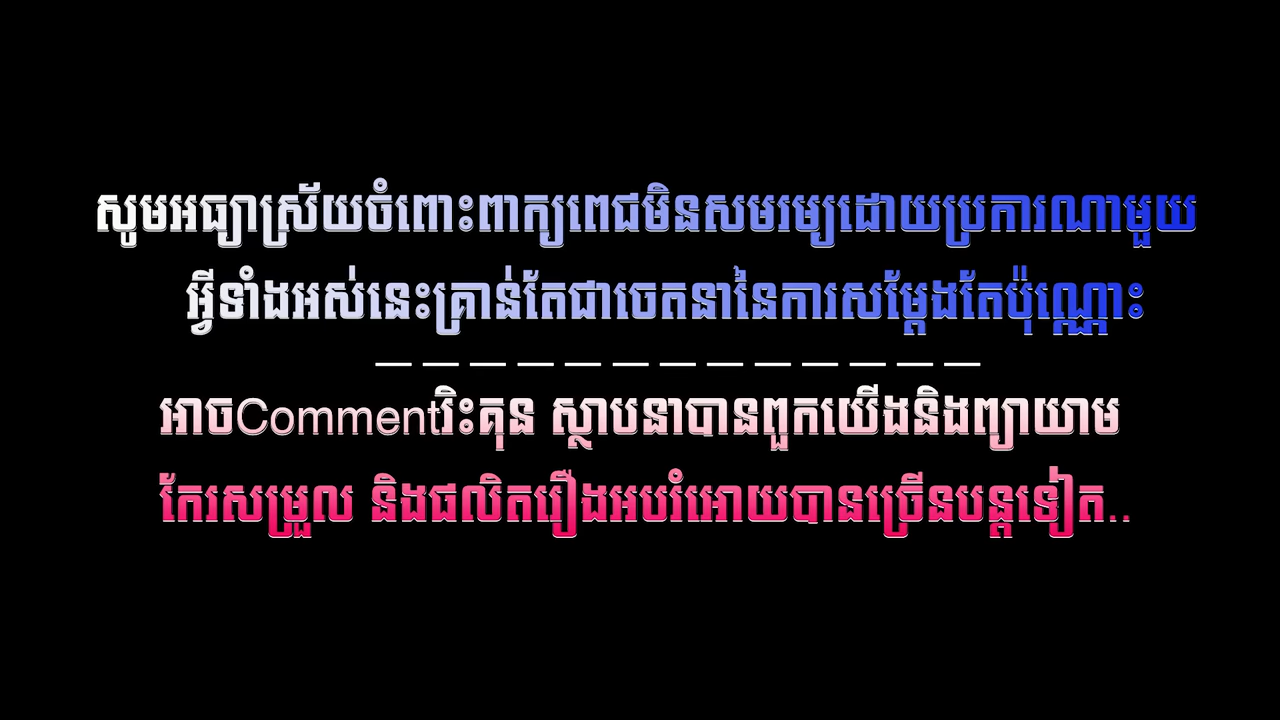 សូមអធ្យាស្រ័យចំពោះពាក្យពេជមិនសមរម្យដោយប្រការណាមួយ
អ្វីទាំងអស់នេះគ្រាន់តែជាចេតនានៃការសម្តែងតែប៉ុណ្ណោះ
— — — — — — — — — — — — —
អាចCommentរិះគុន ស្ថាបនាបានពួកយើងនិងព្យាយាម
កែរសម្រួល និងផលិតរឿងអបរំអោយបានច្រើនបន្តទៀត..